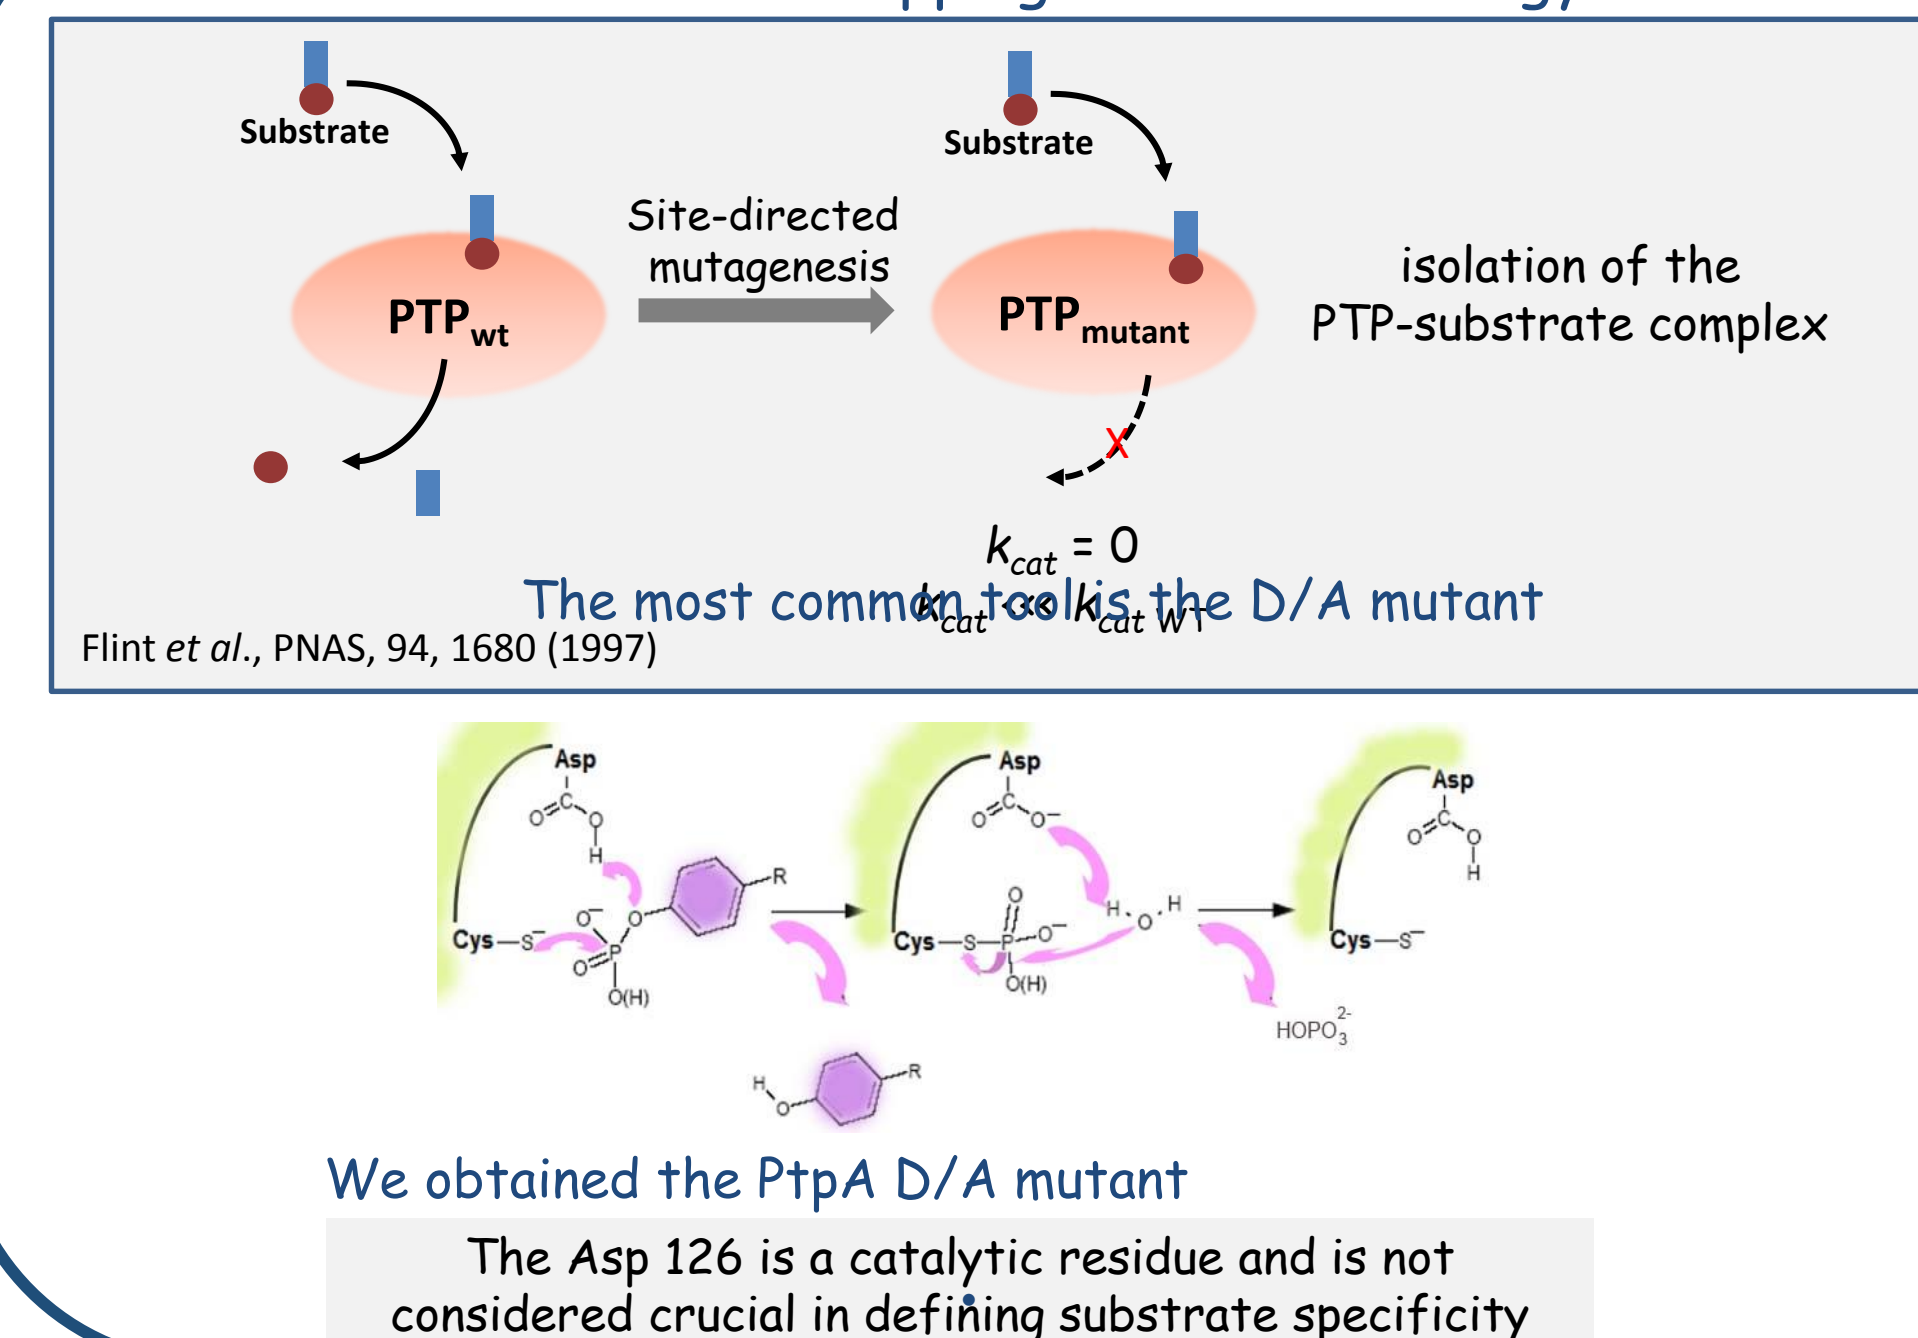 Substrate
Substrate
Site-directed
mutagenesis
PTPwt
PTPmutant
isolation of the
PTP-substrate complex
X
kcat = 0
kcat <<< kcat WT
The most common tool is the D/A mutant
Flint et al., PNAS, 94, 1680 (1997)
Asp
O=C
O
H
O⁻
O
R
Cys—S⁻
P
O
O(H)
Asp
O=C
O⁻
O
Cys—S—P—O⁻
O(H)
H O H
Asp
O=C
O
H
Cys—S⁻
HOPO₃²⁻
H
O
R
We obtained the PtpA D/A mutant
The Asp 126 is a catalytic residue and is not
considered crucial in defining substrate specificity